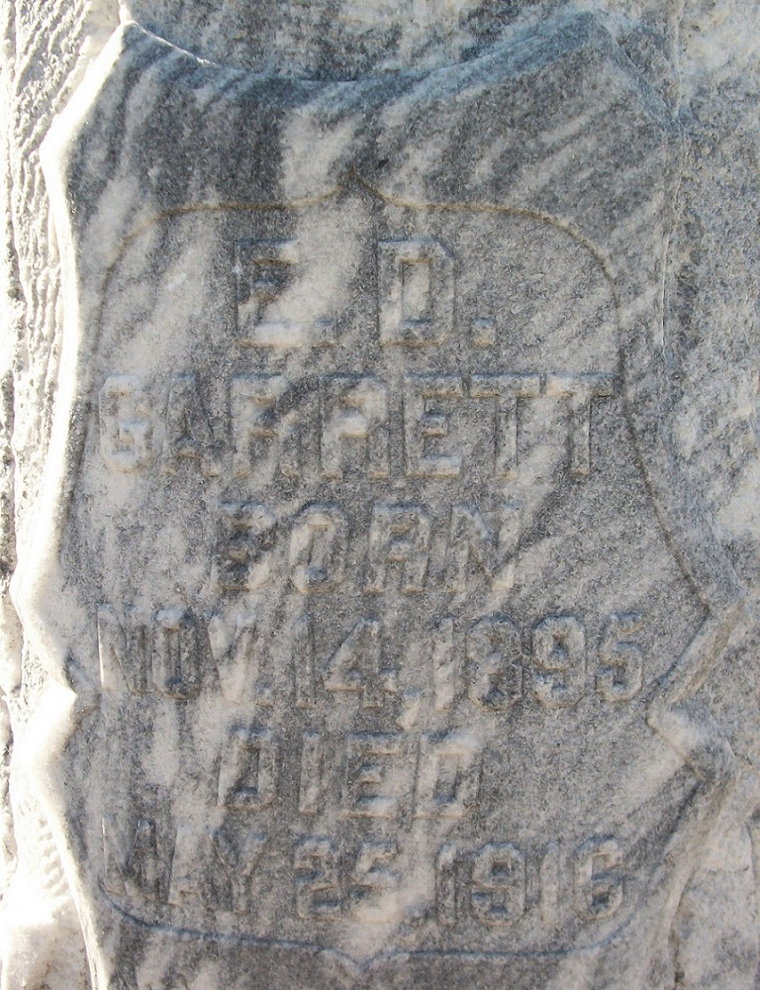 E. D.
GARRETT
BORN
NOV. 14, 1895
DIED
MAY 25, 1916